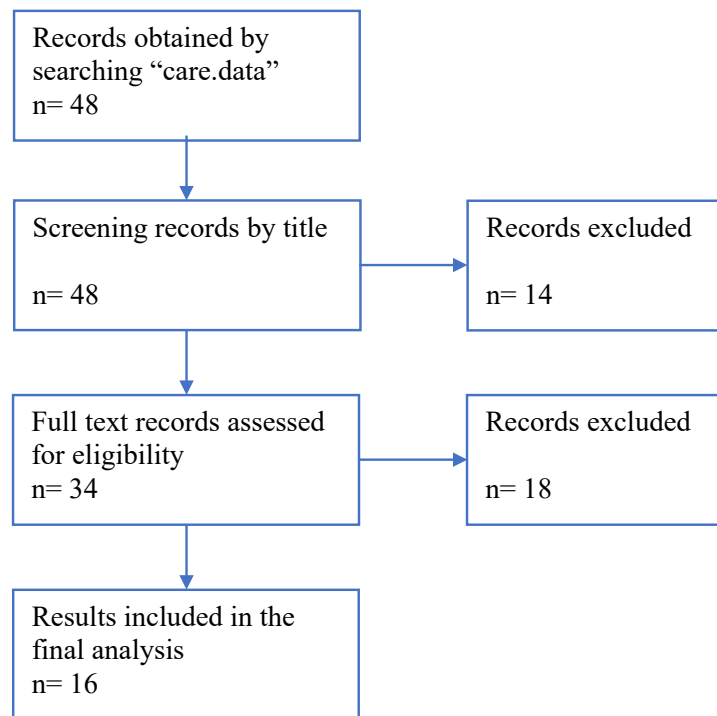 Records obtained by
searching “care.data”
n= 48
Screening records by title
n= 48
Records excluded
n= 14
Full text records assessed
for eligibility
n= 34
Records excluded
n= 18
Results included in the
final analysis
n= 16